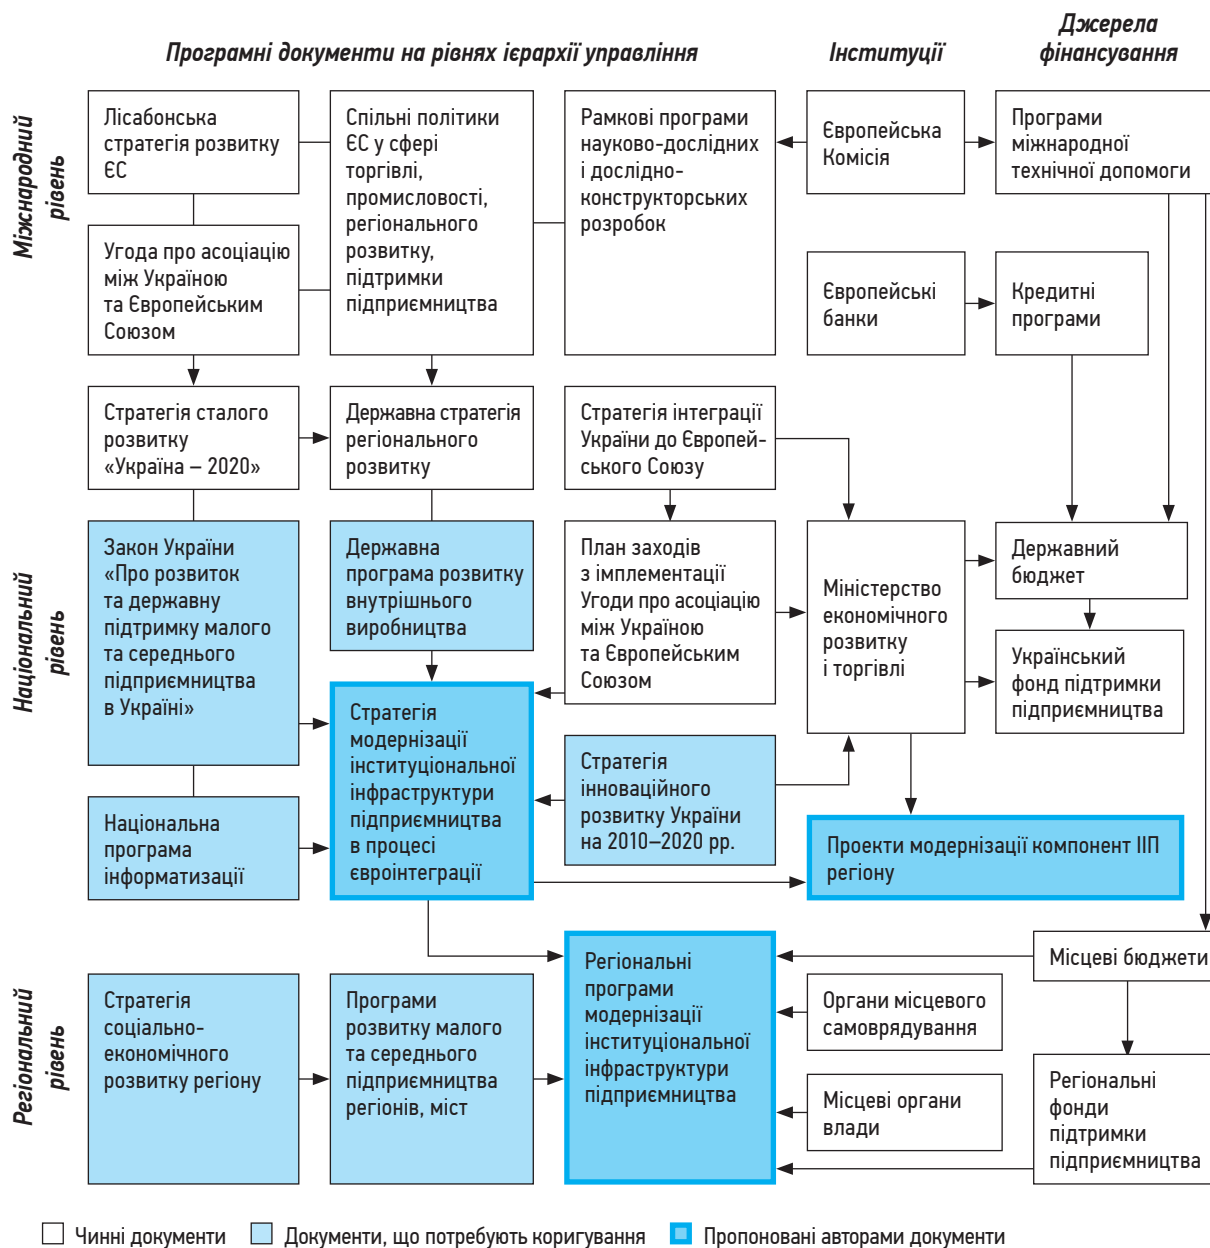 Програмні документи на рівнях ієрархії управління
Інституції
Джерела
фінансування
Міжнародний
рівень
Лісабонська
стратегія розвитку
ЄС
Спільні політики
ЄС у сфері
торгівлі,
промисловості,
регіонального
розвитку,
підтримки
підприємництва
Рамкові програми
науково-дослідних
і дослідно-
конструкторських
розробок
Європейська
Комісія
Програми
міжнародної
технічної допомоги
Угода про асоціацію
між Україною
та Європейським
Союзом
Європейські
банки
Кредитні
програми
Національний
рівень
Стратегія сталого
розвитку
«Україна – 2020»
Державна стратегія
регіонального
розвитку
Стратегія інтеграції
України до Європей-
ського Союзу
Закон України
«Про розвиток
та державну
підтримку малого
та середнього
підприємництва
в Україні»
Державна
програма розвитку
внутрішнього
виробництва
План заходів
з імплементації
Угоди про асоціацію
між Україною
та Європейським
Союзом
Міністерство
економічного
розвитку
і торгівлі
Державний
бюджет
Український
фонд підтримки
підприємництва
Стратегія
модернізації
інституціональної
інфраструктури
підприємництва
в процесі
євроінтеграції
Стратегія
інноваційного
розвитку України
на 2010–2020 рр.
Національна
програма
інформатизації
Проекти модернізації компонент ІІП
регіону
Регіональний
рівень
Стратегія
соціально-
економічного
розвитку регіону
Програми
розвитку малого
та середнього
підприємництва
регіонів, міст
Регіональні
програми
модернізації
інституціональної
інфраструктури
підприємництва
Місцеві бюджети
Органи місцевого
самоврядування
Місцеві органи
влади
Регіональні
фонди
підтримки
підприємництва
Чинні документи
Документи, що потребують коригування
Пропоновані авторами документи